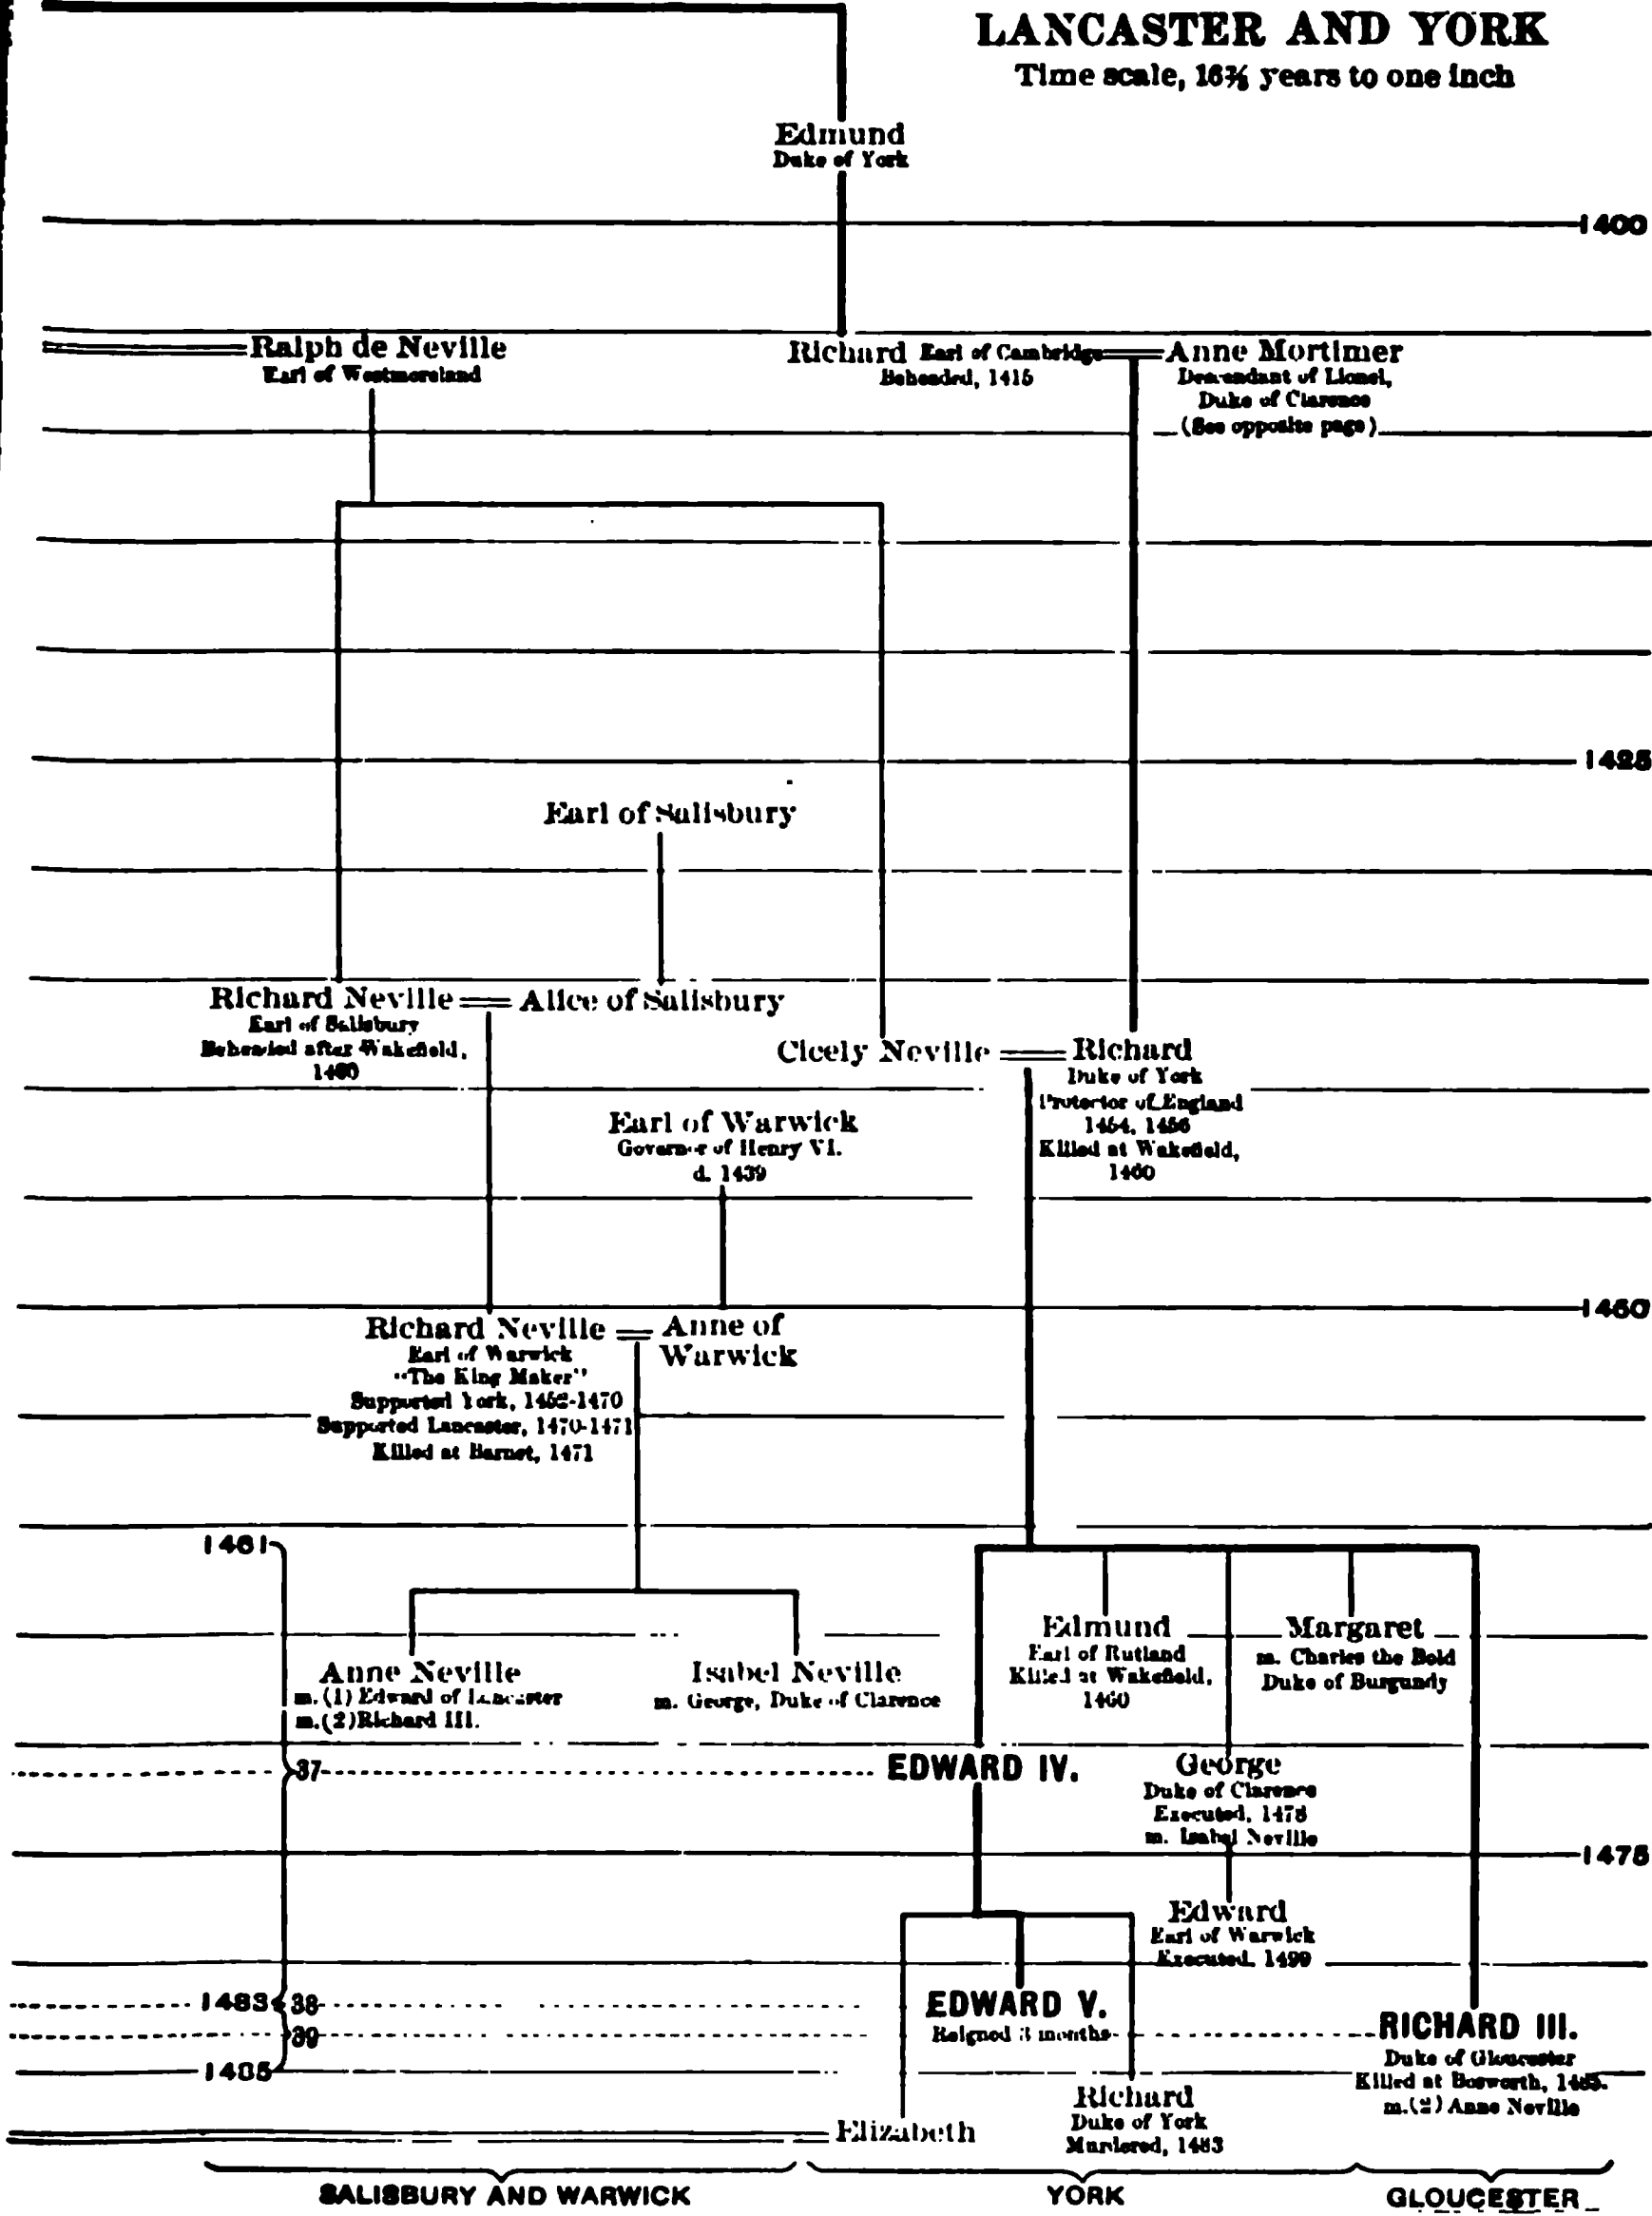 LANCASTER AND YORK
Time scale, 16⅔ years to one inch
Edmund
Duke of York
1400
Ralph de Neville
Earl of Westmoreland
Richard Earl of Cambridge
Beheaded, 1415
Anne Mortimer
Descendant of Lionel,
Duke of Clarence
(See opposite page)
1425
Earl of Salisbury
Richard Neville
Earl of Salisbury
Beheaded after Wakefield,
1460
Alice of Salisbury
Cicely Neville
Richard
Duke of York
Protector of England
1454, 1456
Killed at Wakefield,
1460
Earl of Warwick
Governor of Henry VI.
d. 1439
1450
Richard Neville
Earl of Warwick
"The King Maker"
Supported York, 1452-1470
Supported Lancaster, 1470-1471
Killed at Barnet, 1471
Anne of
Warwick
1461
Anne Neville
m.(1) Edward of Lancaster
m.(2) Richard III.
Isabel Neville
m. George, Duke of Clarence
Edmund
Earl of Rutland
Killed at Wakefield,
1460
Margaret
m. Charles the Bold
Duke of Burgundy
37
EDWARD IV.
George
Duke of Clarence
Executed, 1478
m. Isabel Neville
1475
Edward
Earl of Warwick
Executed, 1499
1483
38
EDWARD V.
Reigned 3 months
39
RICHARD III.
Duke of Gloucester
Killed at Bosworth, 1485.
m.(2) Anne Neville
1485
Richard
Duke of York
Murdered, 1483
Elizabeth
SALISBURY AND WARWICK
YORK
GLOUCESTER